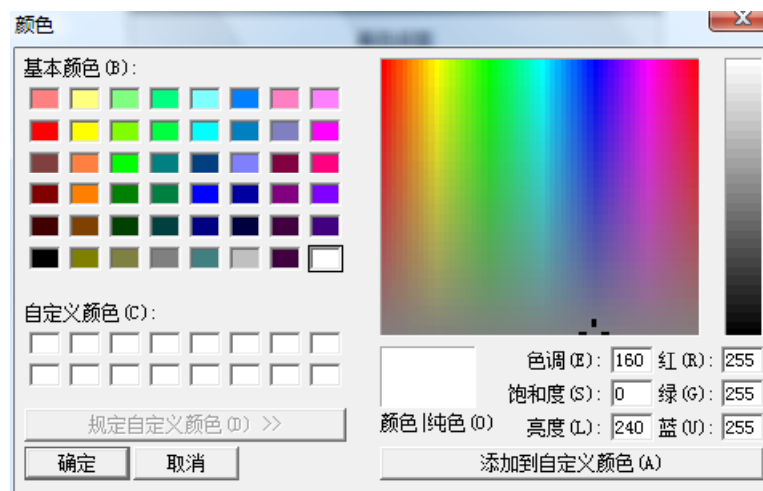 颜色
基本颜色(B):
自定义颜色(C):
规定自定义颜色(D) >>
确定 取消
色调(E): 160 红(R): 255
饱和度(S): 0 绿(G): 255
颜色|纯色(O) 亮度(L): 240 蓝(U): 255
添加到自定义颜色(A)